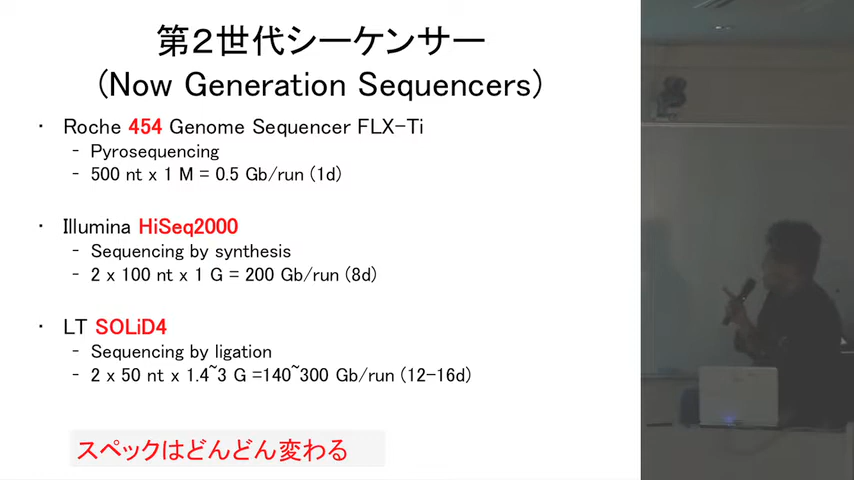 第2世代シーケンサー
(Now Generation Sequencers)
・ Roche 454 Genome Sequencer FLX-Ti
- Pyrosequencing
- 500 nt x 1 M = 0.5 Gb/run (1d)
・ Illumina HiSeq2000
- Sequencing by synthesis
- 2 x 100 nt x 1 G = 200 Gb/run (8d)
・ LT SOLiD4
- Sequencing by ligation
- 2 x 50 nt x 1.4~3 G =140~300 Gb/run (12-16d)
スペックはどんどん変わる